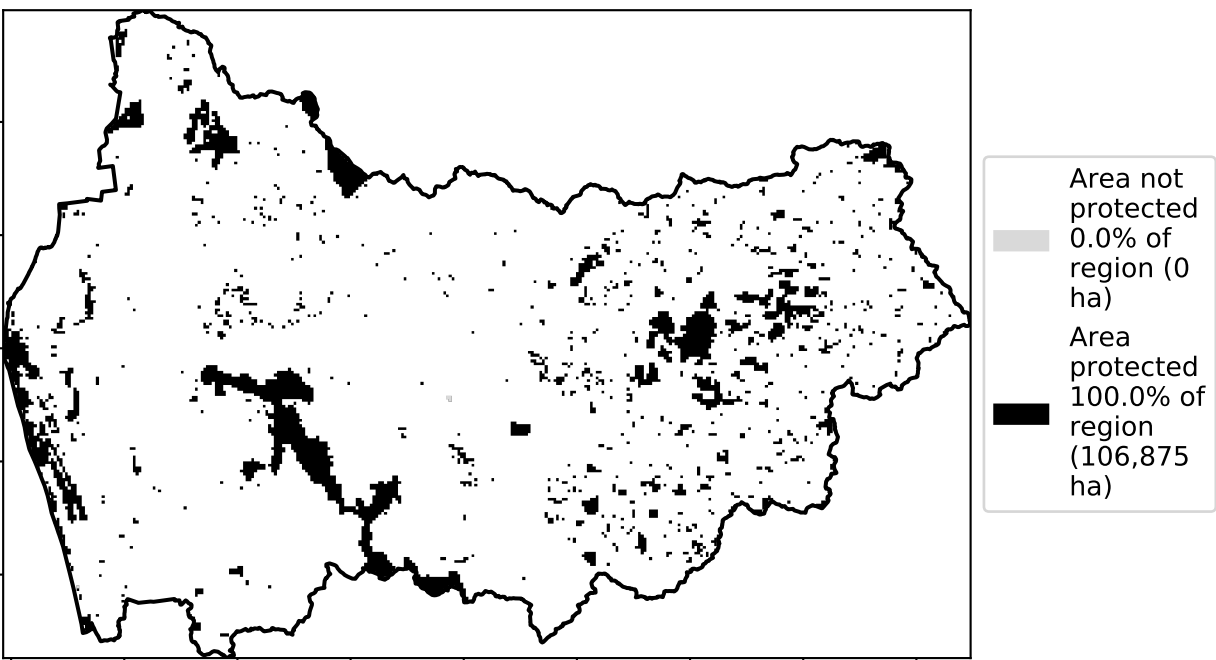 Area not
protected
0.0% of
region (0
ha)
Area
protected
100.0% of
region
(106,875
ha)